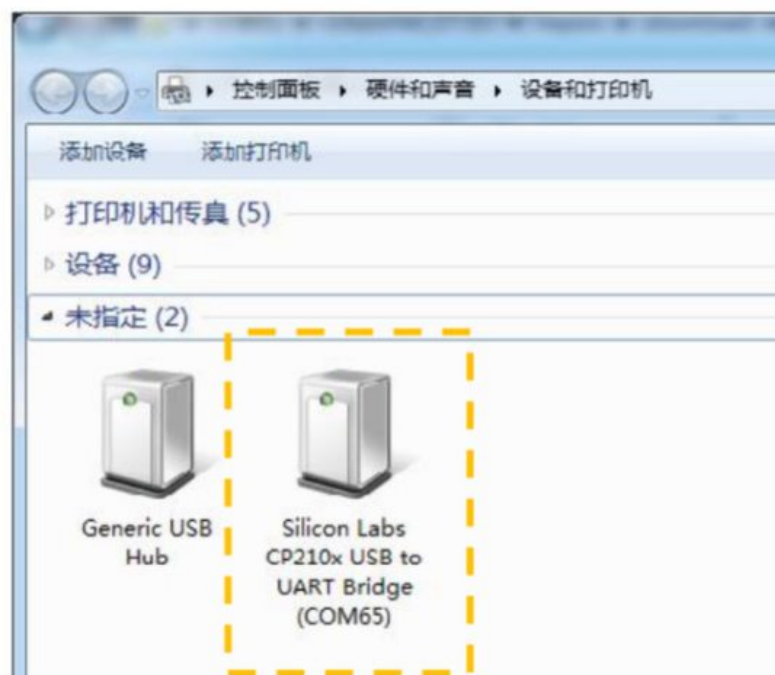 控制面板 硬件和声音 设备和打印机
添加设备 添加打印机
打印机和传真 (5)
设备 (9)
未指定 (2)
Generic USB
Hub
Silicon Labs
CP210x USB to
UART Bridge
(COM65)